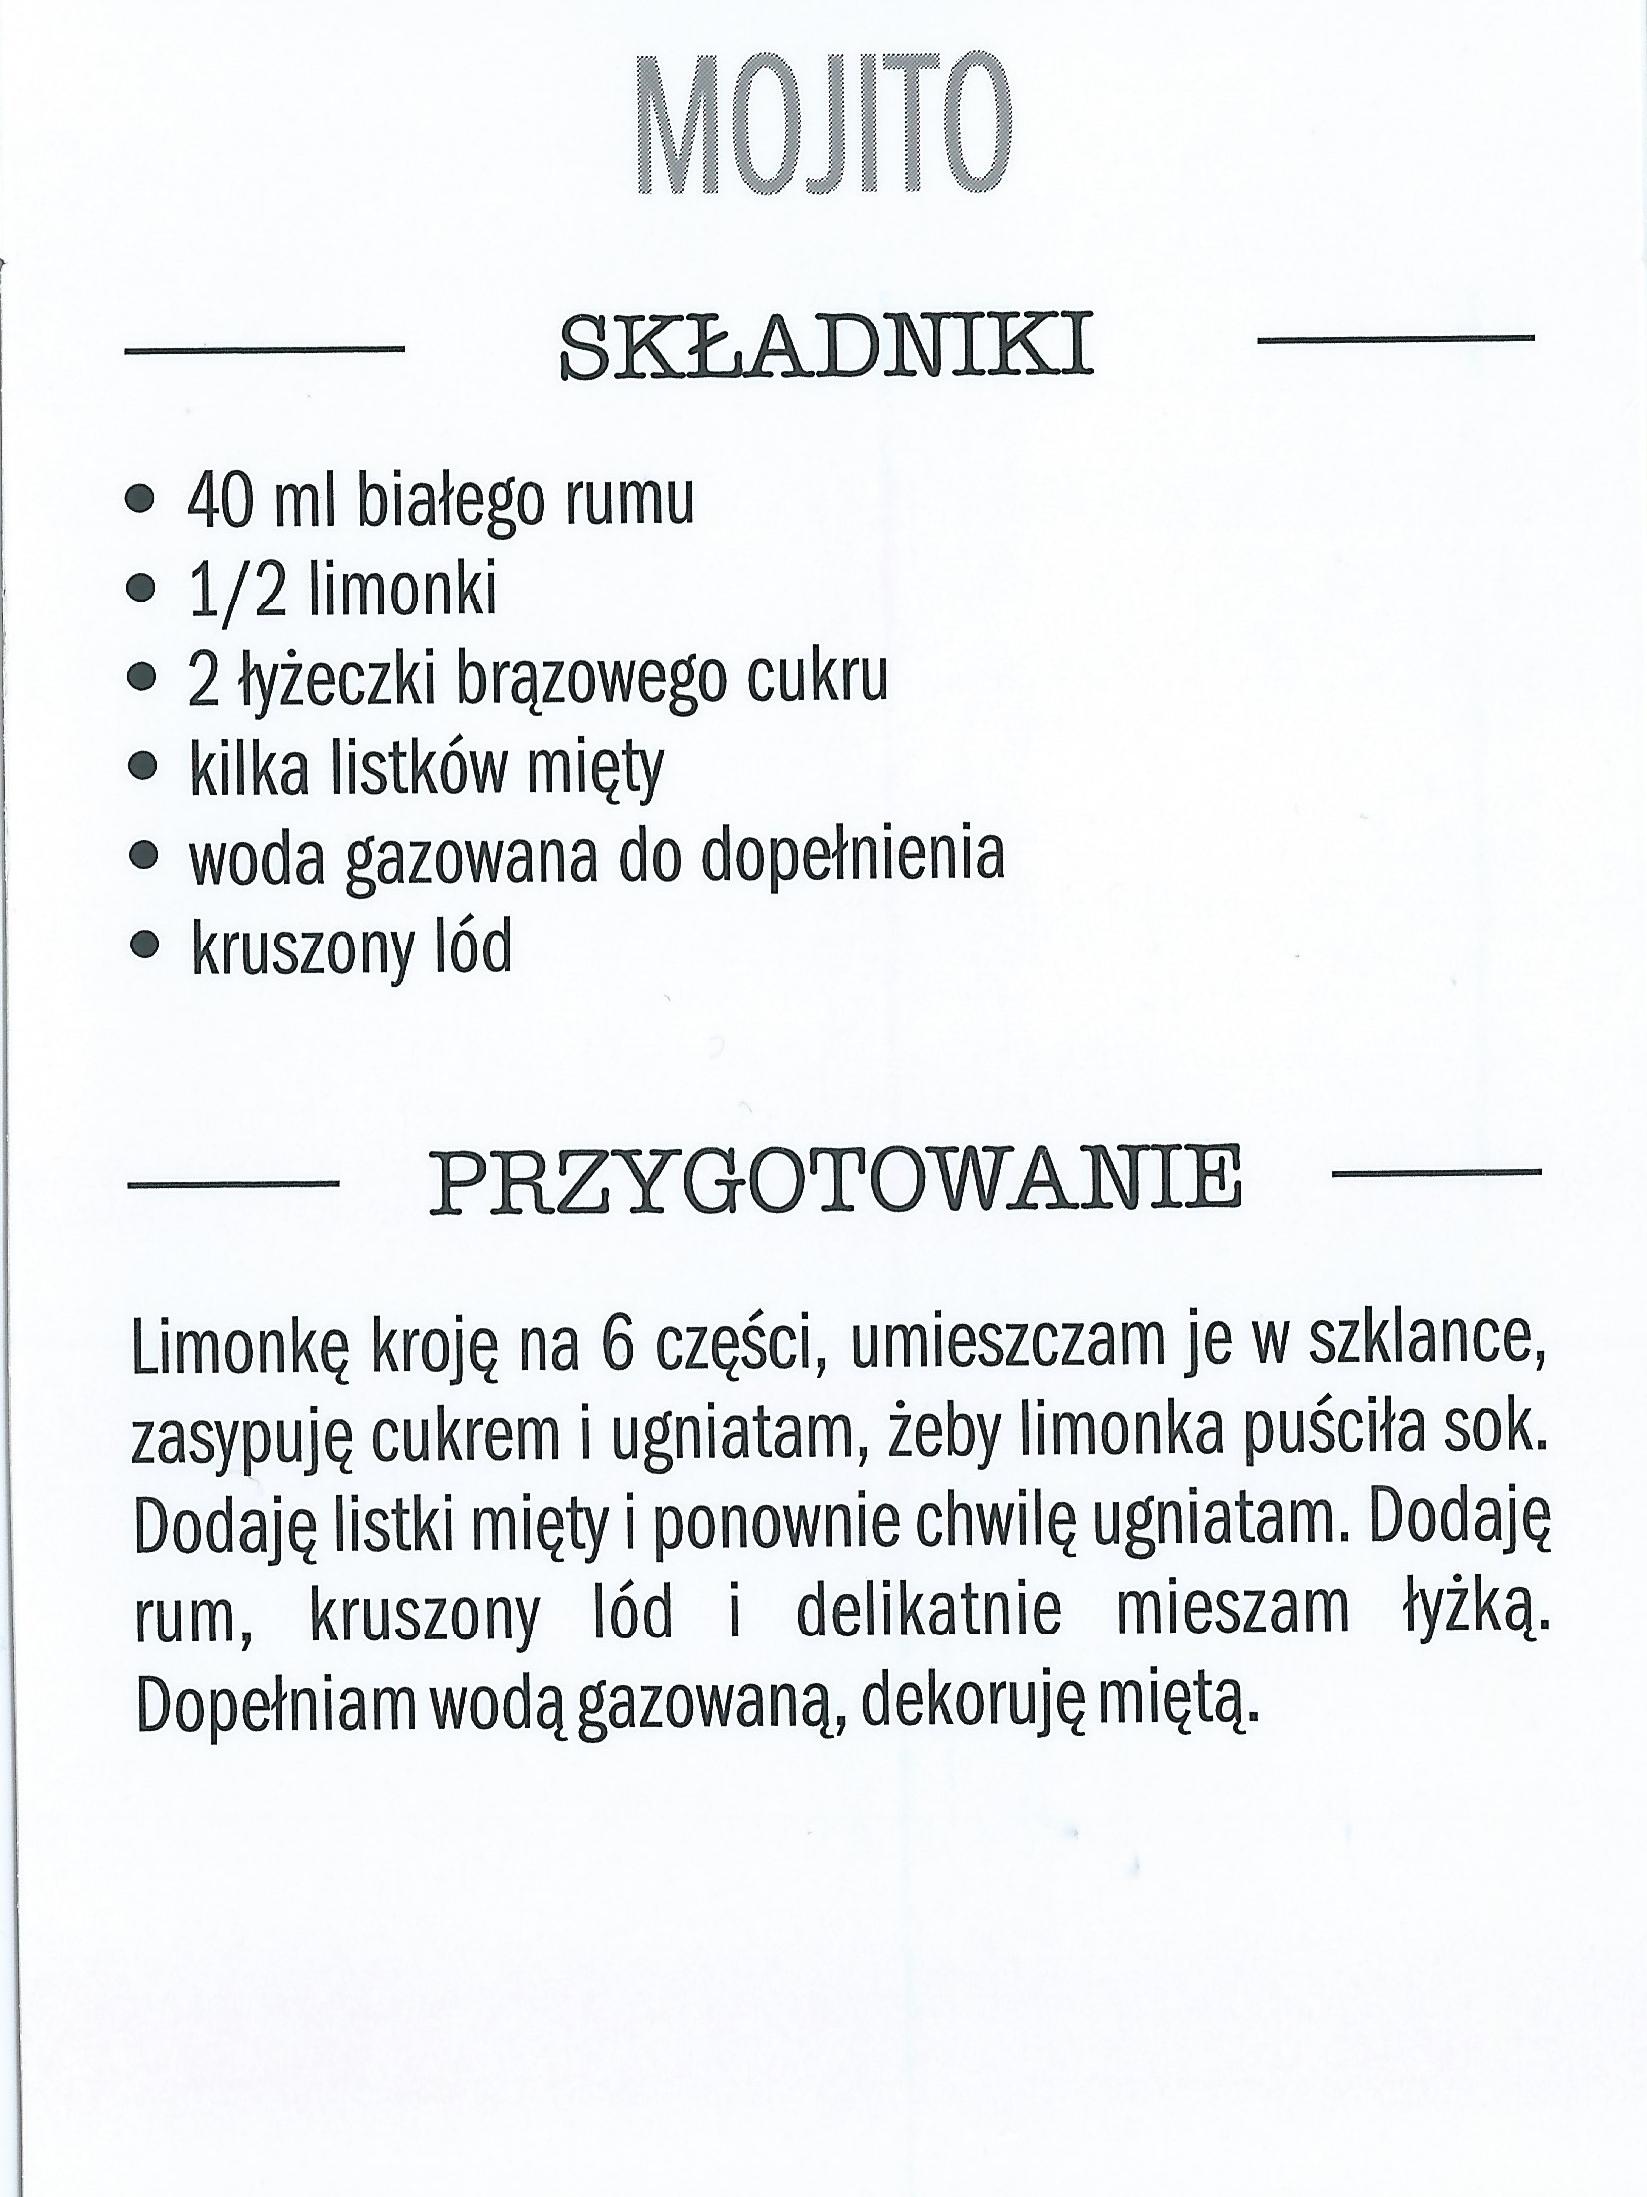 MOJITO
SKŁADNIKI
• 40 ml białego rumu
• 1/2 limonki
• 2 łyżeczki brązowego cukru
• kilka listków mięty
• woda gazowana do dopełnienia
• kruszony lód
PRZYGOTOWANIE
Limonkę kroję na 6 części, umieszczam je w szklance,
zasypuję cukrem i ugniatam, żeby limonka puściła sok.
Dodaję listki mięty i ponownie chwilę ugniatam. Dodaję
rum, kruszony lód i delikatnie mieszam łyżką.
Dopełniam wodą gazowaną, dekoruję miętą.